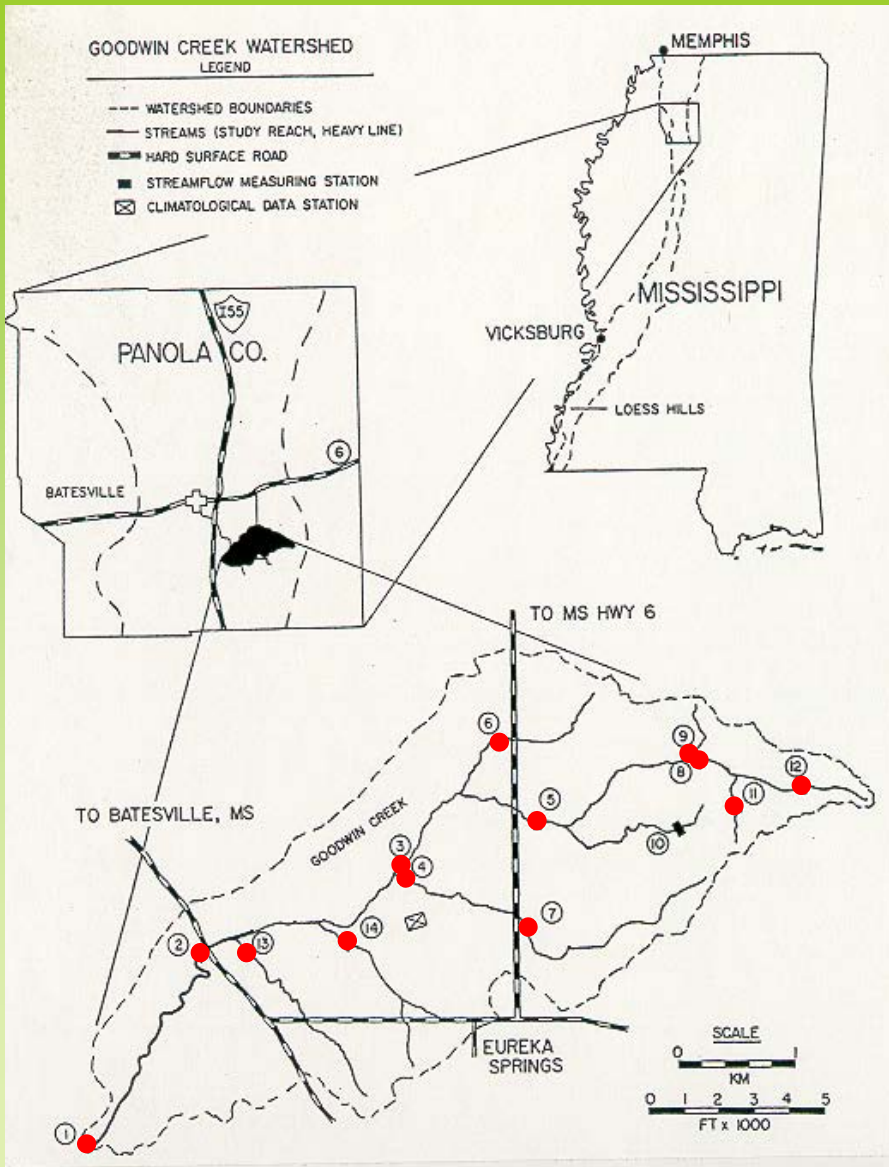 GOODWIN CREEK WATERSHED
LEGEND
WATERSHED BOUNDARIES
STREAMS (STUDY REACH, HEAVY LINE)
HARD SURFACE ROAD
STREAMFLOW MEASURING STATION
CLIMATOLOGICAL DATA STATION
MEMPHIS
MISSISSIPPI
VICKSBURG
LOESS HILLS
I55
PANOLA CO.
6
BATESVILLE
TO MS HWY 6
6
9
8
12
11
5
10
TO BATESVILLE, MS
GOODWIN CREEK
3
4
7
14
2
13
EUREKA
SPRINGS
SCALE
0 1
KM
0 1 2 3 4 5
FT x 1000
1